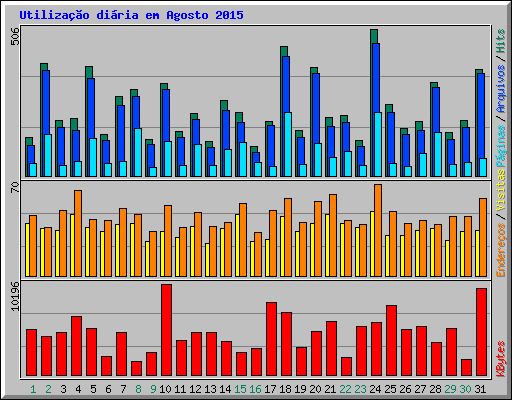 Utilização diária em Agosto 2015
506
70
10196
Endereços / Visitas Páginas / Arquivos / Hits
KBytes
1 2 3 4 5 6 7 8 9 10 11 12 13 14 15 16 17 18 19 20 21 22 23 24 25 26 27 28 29 30 31